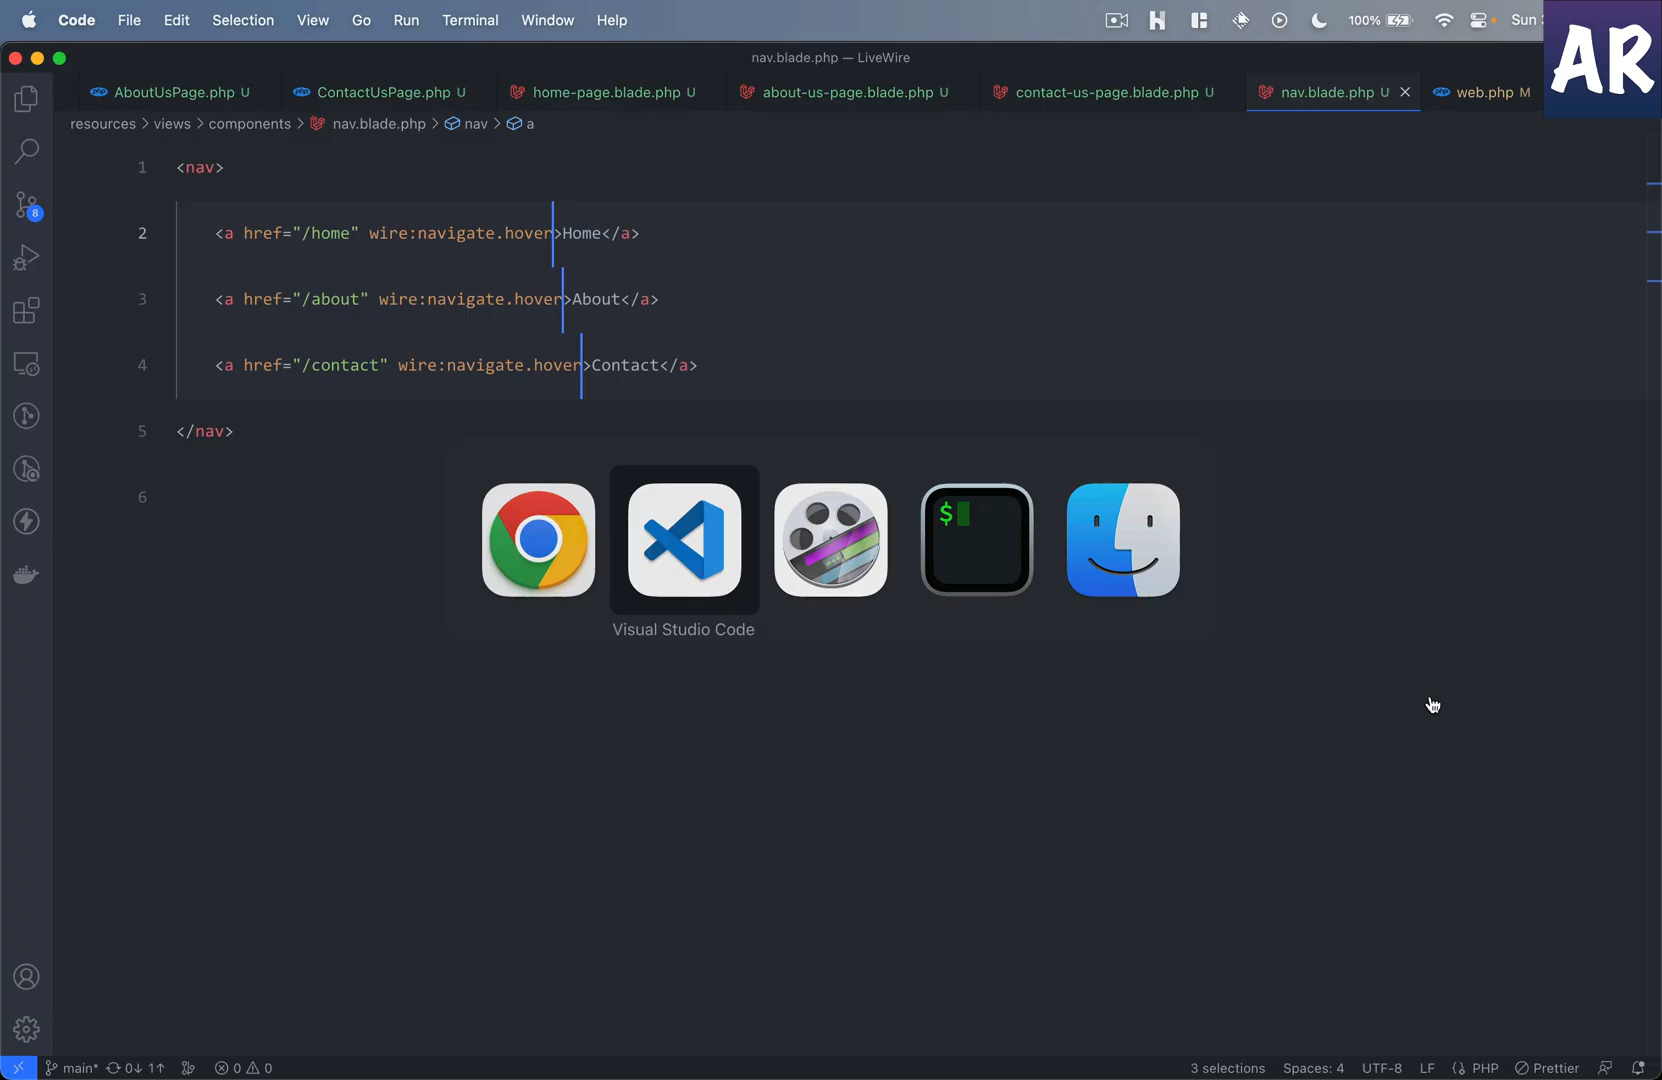 Code File Edit Selection View Go Run Terminal Window Help 100% Sun
AR
nav.blade.php — LiveWire
AboutUsPage.php U ContactUsPage.php U home-page.blade.php U about-us-page.blade.php U contact-us-page.blade.php U nav.blade.php U web.php M
resources > views > components > nav.blade.php > nav > a
1 <nav>
2 <a href="/home" wire:navigate.hover>Home</a>
3 <a href="/about" wire:navigate.hover>About</a>
4 <a href="/contact" wire:navigate.hover>Contact</a>
5 </nav>
6
$
Visual Studio Code
8
main* 0↓ 1↑ 0 0 3 selections Spaces: 4 UTF-8 LF PHP Prettier